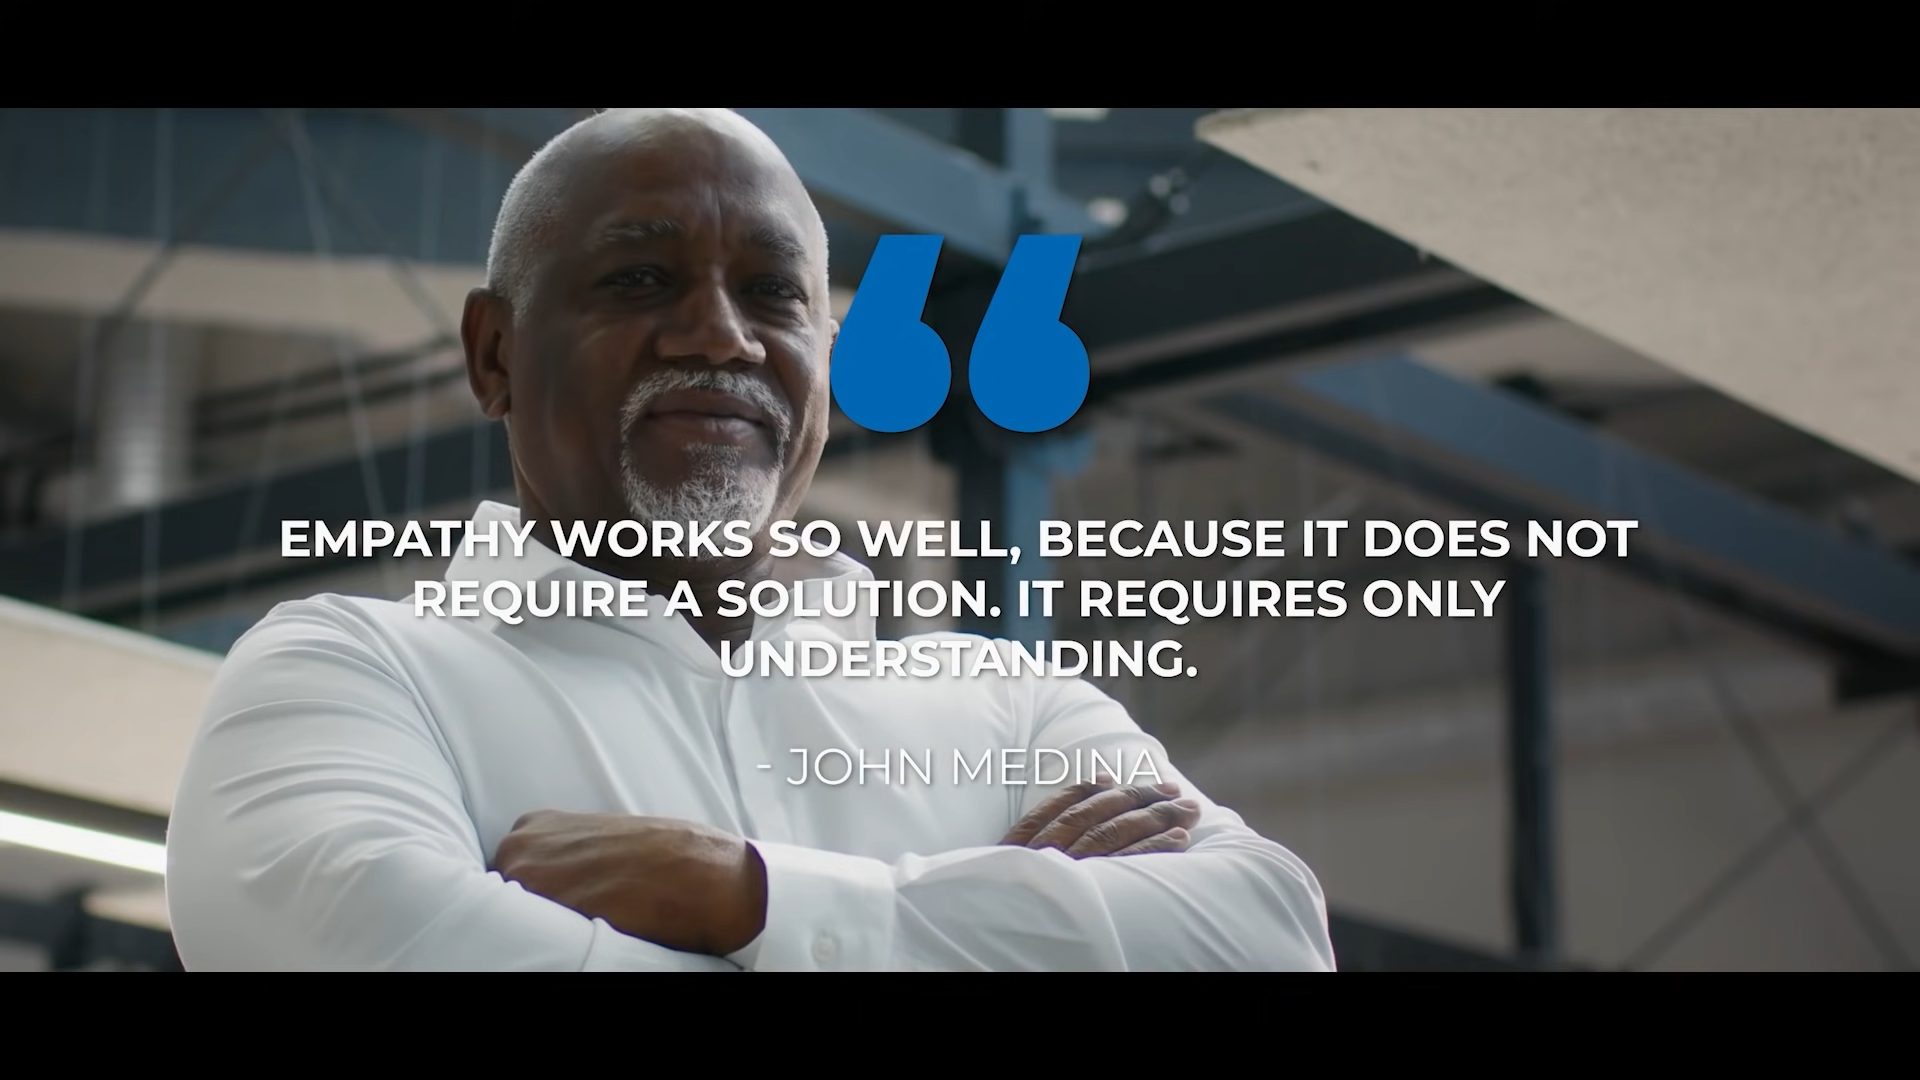 EMPATHY WORKS SO WELL, BECAUSE IT DOES NOT
REQUIRE A SOLUTION. IT REQUIRES ONLY
UNDERSTANDING.
- JOHN MEDINA